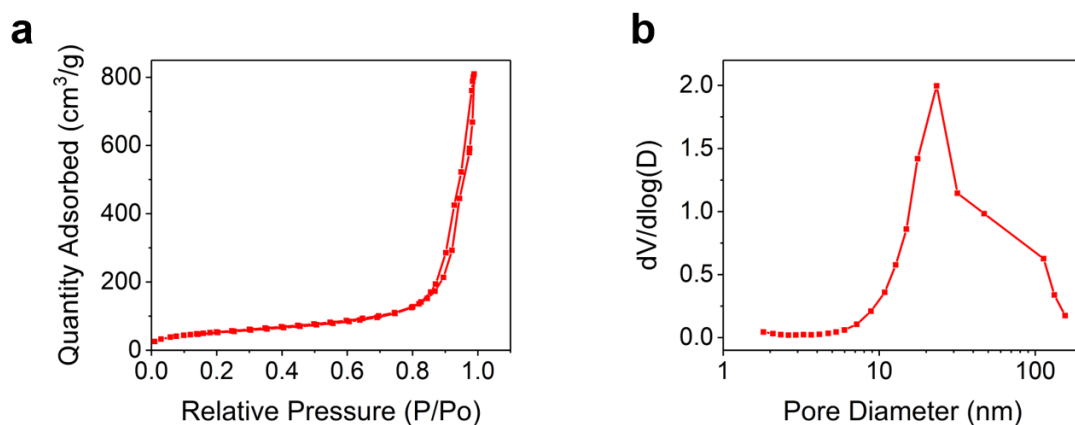 a
Quantity Adsorbed (cm³/g)
800
600
400
200
0
0.0 0.2 0.4 0.6 0.8 1.0
Relative Pressure (P/Po)
b
dV/dlog(D)
2.0
1.5
1.0
0.5
0.0
1 10 100
Pore Diameter (nm)